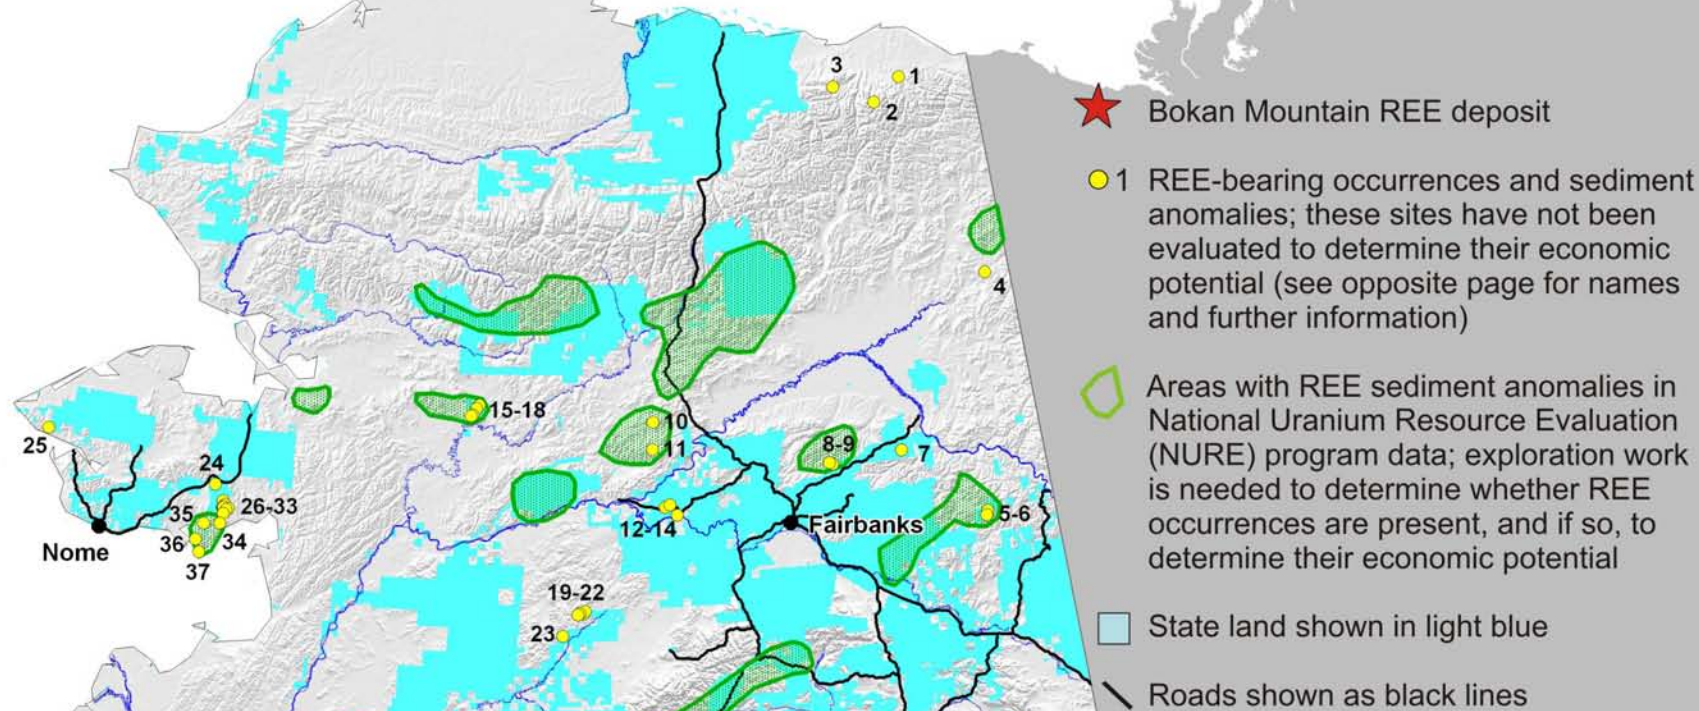 3
1
2
4
15-18
10
11
8-9
7
25
24
26-33
35
36
34
37
Nome
12-14
Fairbanks
5-6
19-22
23
Bokan Mountain REE deposit
1 REE-bearing occurrences and sediment
anomalies; these sites have not been
evaluated to determine their economic
potential (see opposite page for names
and further information)
Areas with REE sediment anomalies in
National Uranium Resource Evaluation
(NURE) program data; exploration work
is needed to determine whether REE
occurrences are present, and if so, to
determine their economic potential
State land shown in light blue
Roads shown as black lines